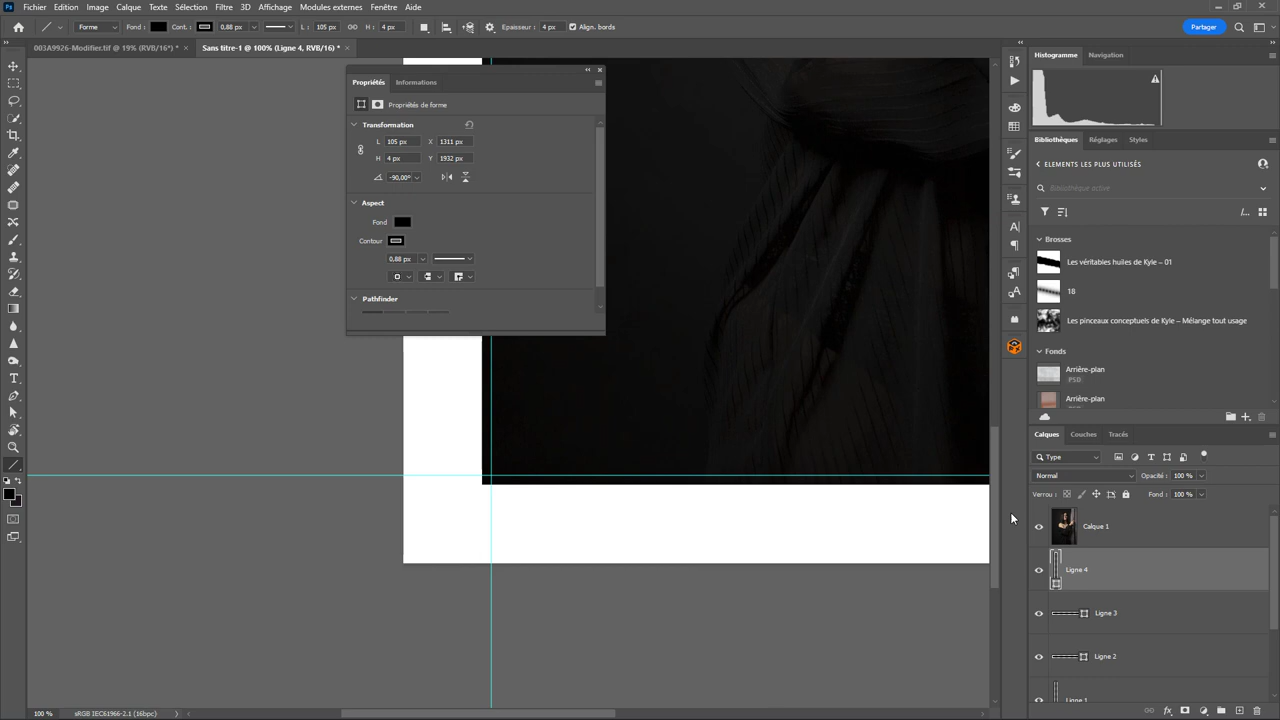 Ps Fichier Edition Image Calque Texte Sélection Filtre 3D Affichage Modules externes Fenêtre Aide
Forme Fond : Cont. : 0,88 px L : 105 px H : 4 px Epaisseur : 4 px Align. bords Partager
003A9926-Modifier.tif @ 19% (RVB/16*) * × Sans titre-1 @ 100% (Ligne 4, RVB/16) * ×
Propriétés Informations
Propriétés de forme
Transformation
L 105 px X 1311 px
H 4 px Y 1932 px
-90,00°
Aspect
Fond
Contour
0,88 px
Pathfinder
Histogramme Navigation
Bibliothèques Réglages Styles
ELEMENTS LES PLUS UTILISÉS
Bibliothèque active
Brosses
Les véritables huiles de Kyle – 01
18
Les pinceaux conceptuels de Kyle – Mélange tout usage
Fonds
Arrière-plan
PSD
Arrière-plan
PSD
Calques Couches Tracés
Type
Normal Opacité : 100 %
Verrou : Fond : 100 %
Calque 1
Ligne 4
Ligne 3
Ligne 2
Ligne 1
100 % sRGB IEC61966-2.1 (16bpc)